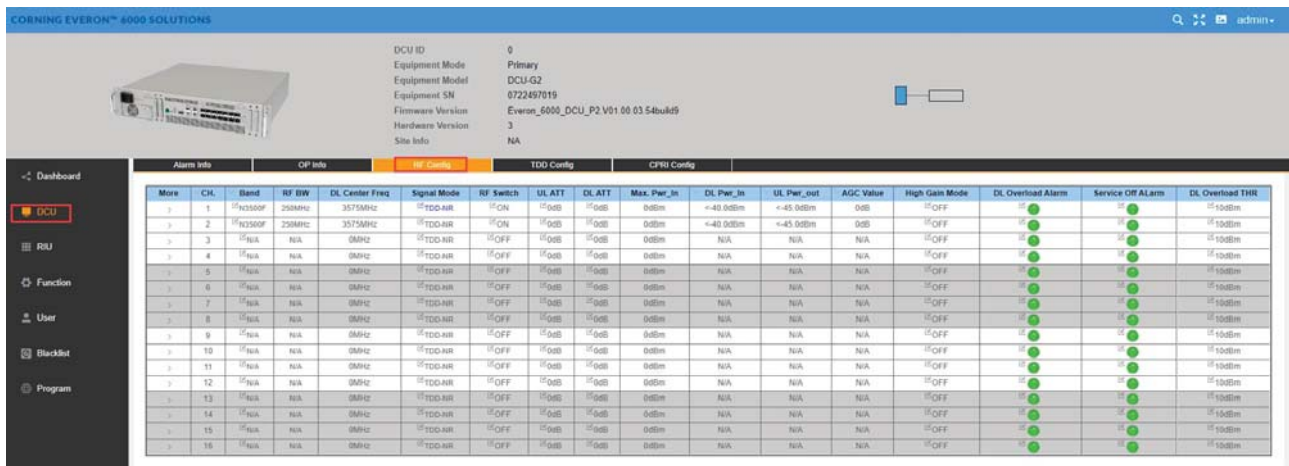 CORNING EVERON™ 6000 SOLUTIONS admin
DCU ID 0
Equipment Mode Primary
Equipment Model DCU-G2
Equipment SN 0722497019
Firmware Version Everon_6000_DCU_P2.V01.00.03.54build9
Hardware Version 3
Site Info NA
Alarm Info OP Info RF Config TDD Config CPRI Config
Dashboard
DCU
RIU
Function
User
Blacklist
Program
More CH. Band RF BW DL Center Freq Signal Mode RF Switch UL ATT DL ATT Max. Pwr_In DL Pwr_In UL Pwr_out AGC Value High Gain Mode DL Overload Alarm Service Off ALarm DL Overload THR
> 1 N3500F 250MHz 3575MHz TDD-NR ON 0dB 0dB 0dBm <-40.0dBm <-45.0dBm 0dB OFF 10dBm
> 2 N3500F 250MHz 3575MHz TDD-NR ON 0dB 0dB 0dBm <-40.0dBm <-45.0dBm 0dB OFF 10dBm
> 3 N/A N/A 0MHz TDD-NR OFF 0dB 0dB 0dBm N/A N/A N/A OFF 10dBm
> 4 N/A N/A 0MHz TDD-NR OFF 0dB 0dB 0dBm N/A N/A N/A OFF 10dBm
> 5 N/A N/A 0MHz TDD-NR OFF 0dB 0dB 0dBm N/A N/A N/A OFF 10dBm
> 6 N/A N/A 0MHz TDD-NR OFF 0dB 0dB 0dBm N/A N/A N/A OFF 10dBm
> 7 N/A N/A 0MHz TDD-NR OFF 0dB 0dB 0dBm N/A N/A N/A OFF 10dBm
> 8 N/A N/A 0MHz TDD-NR OFF 0dB 0dB 0dBm N/A N/A N/A OFF 10dBm
> 9 N/A N/A 0MHz TDD-NR OFF 0dB 0dB 0dBm N/A N/A N/A OFF 10dBm
> 10 N/A N/A 0MHz TDD-NR OFF 0dB 0dB 0dBm N/A N/A N/A OFF 10dBm
> 11 N/A N/A 0MHz TDD-NR OFF 0dB 0dB 0dBm N/A N/A N/A OFF 10dBm
> 12 N/A N/A 0MHz TDD-NR OFF 0dB 0dB 0dBm N/A N/A N/A OFF 10dBm
> 13 N/A N/A 0MHz TDD-NR OFF 0dB 0dB 0dBm N/A N/A N/A OFF 10dBm
> 14 N/A N/A 0MHz TDD-NR OFF 0dB 0dB 0dBm N/A N/A N/A OFF 10dBm
> 15 N/A N/A 0MHz TDD-NR OFF 0dB 0dB 0dBm N/A N/A N/A OFF 10dBm
> 16 N/A N/A 0MHz TDD-NR OFF 0dB 0dB 0dBm N/A N/A N/A OFF 10dBm